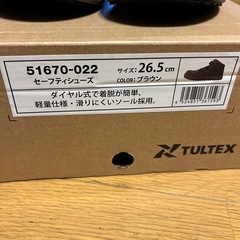 51670-022
セーフティシューズ
サイズ: 26.5cm
COLOR: ブラウン
ダイヤル式で着脱が簡単、
軽量仕様・滑りにくいソール採用。
TULTEX